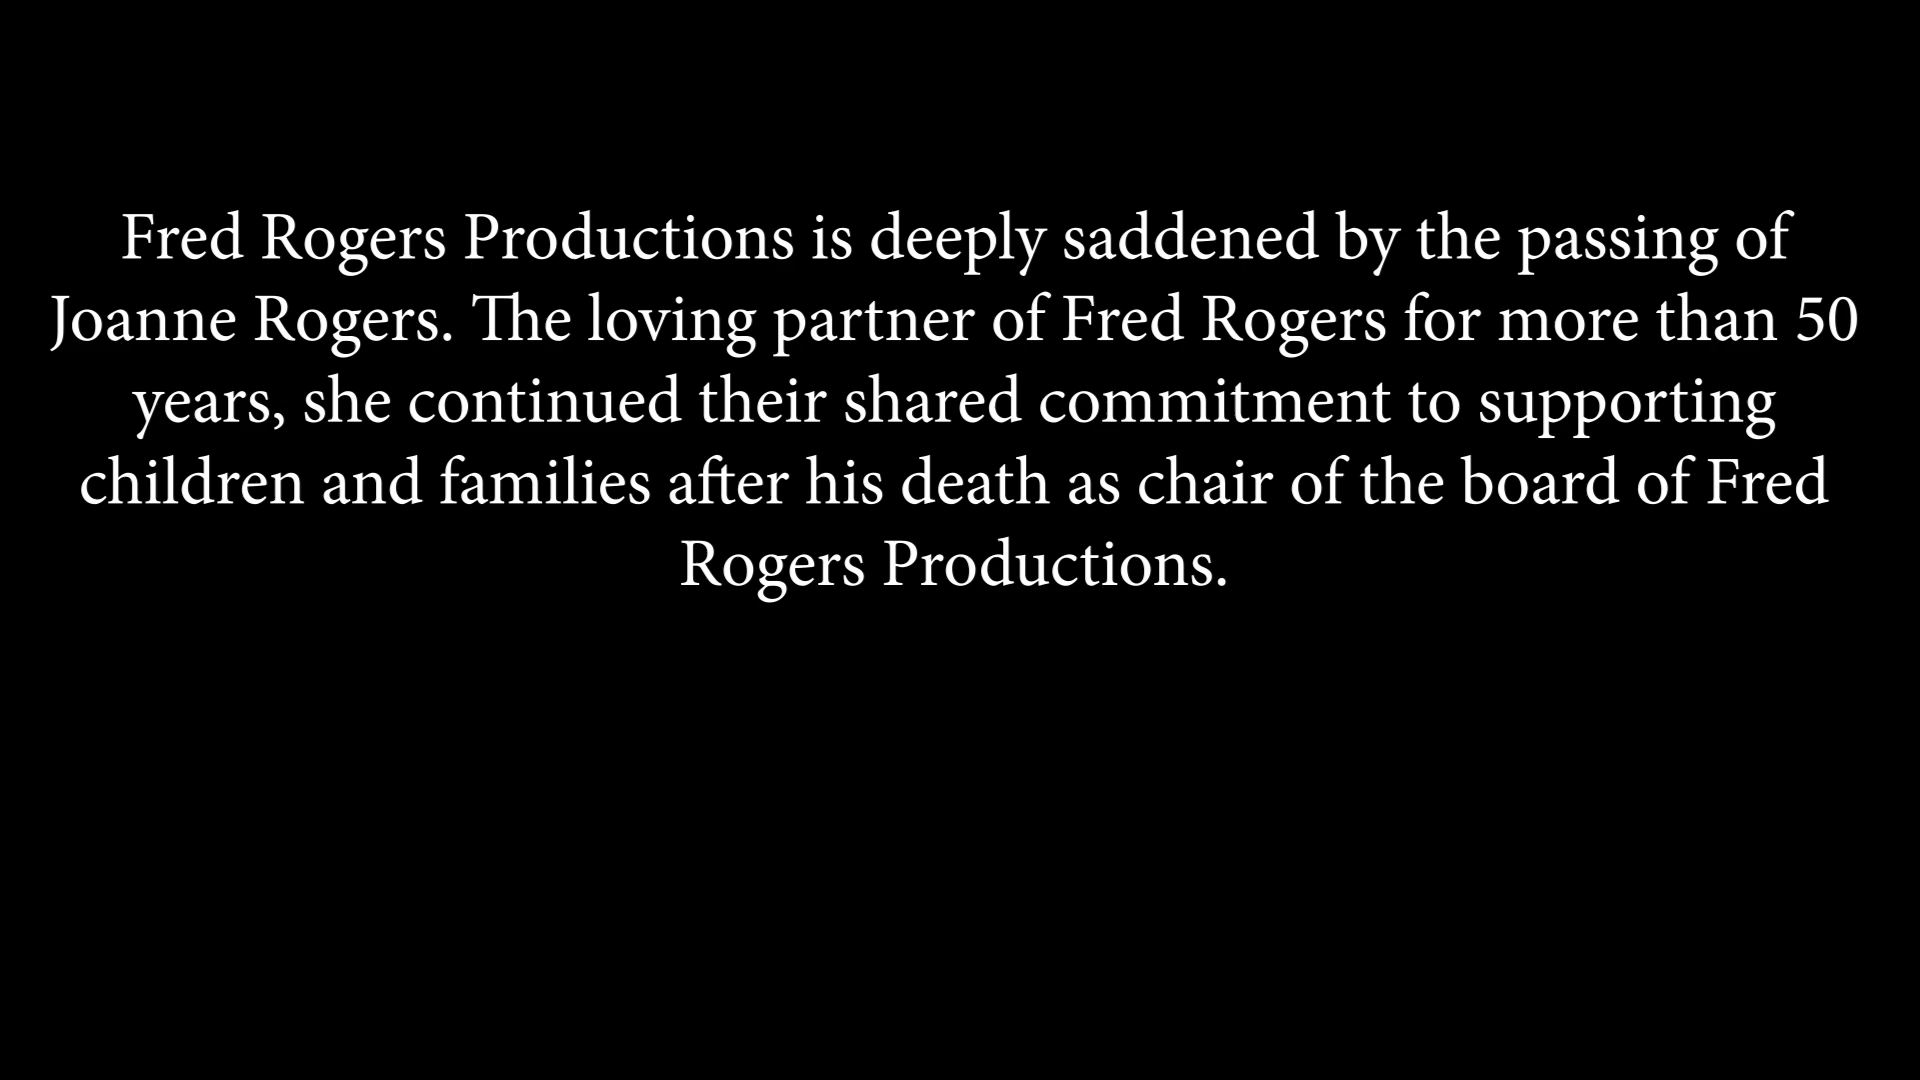 Fred Rogers Productions is deeply saddened by the passing of
Joanne Rogers. The loving partner of Fred Rogers for more than 50
years, she continued their shared commitment to supporting
children and families after his death as chair of the board of Fred
Rogers Productions.